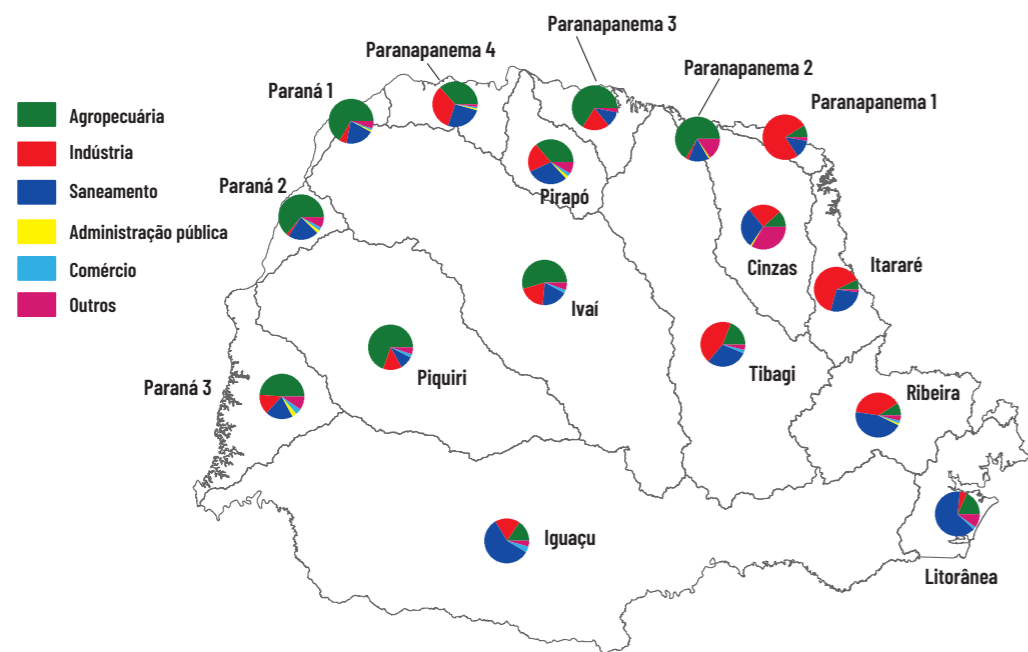 Agropecuária
Indústria
Saneamento
Administração pública
Comércio
Outros
Paranapanema 3
Paranapanema 4
Paranapanema 2
Paraná 1
Paranapanema 1
Pirapó
Paraná 2
Cinzas
Itararé
Ivaí
Piquiri
Tibagi
Paraná 3
Ribeira
Iguaçu
Litorânea